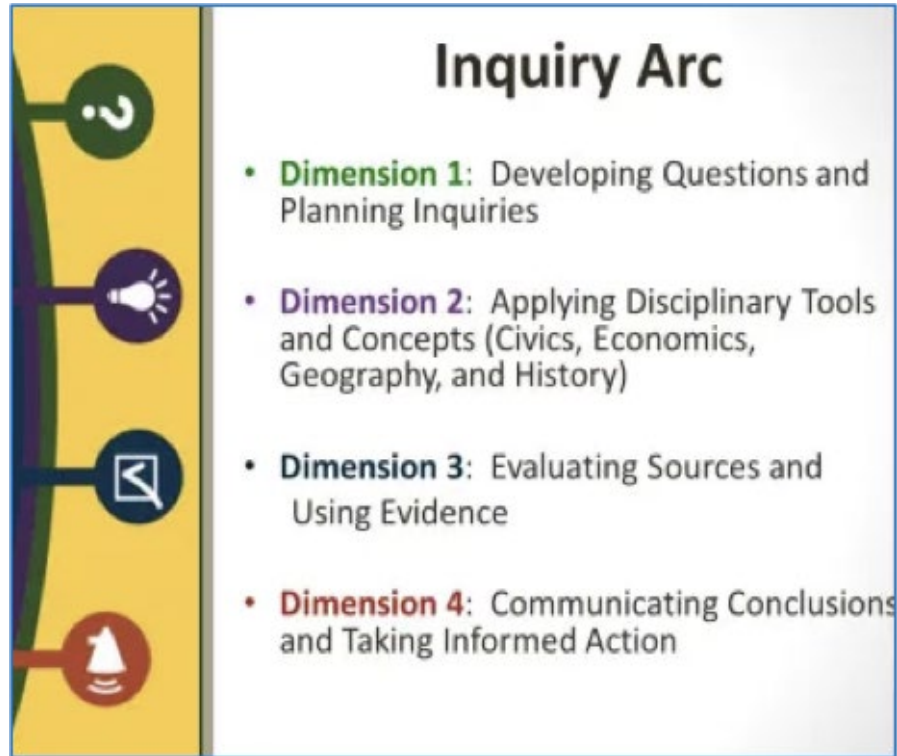 Inquiry Arc
• Dimension 1: Developing Questions and
Planning Inquiries
• Dimension 2: Applying Disciplinary Tools
and Concepts (Civics, Economics,
Geography, and History)
• Dimension 3: Evaluating Sources and
Using Evidence
• Dimension 4: Communicating Conclusions
and Taking Informed Action